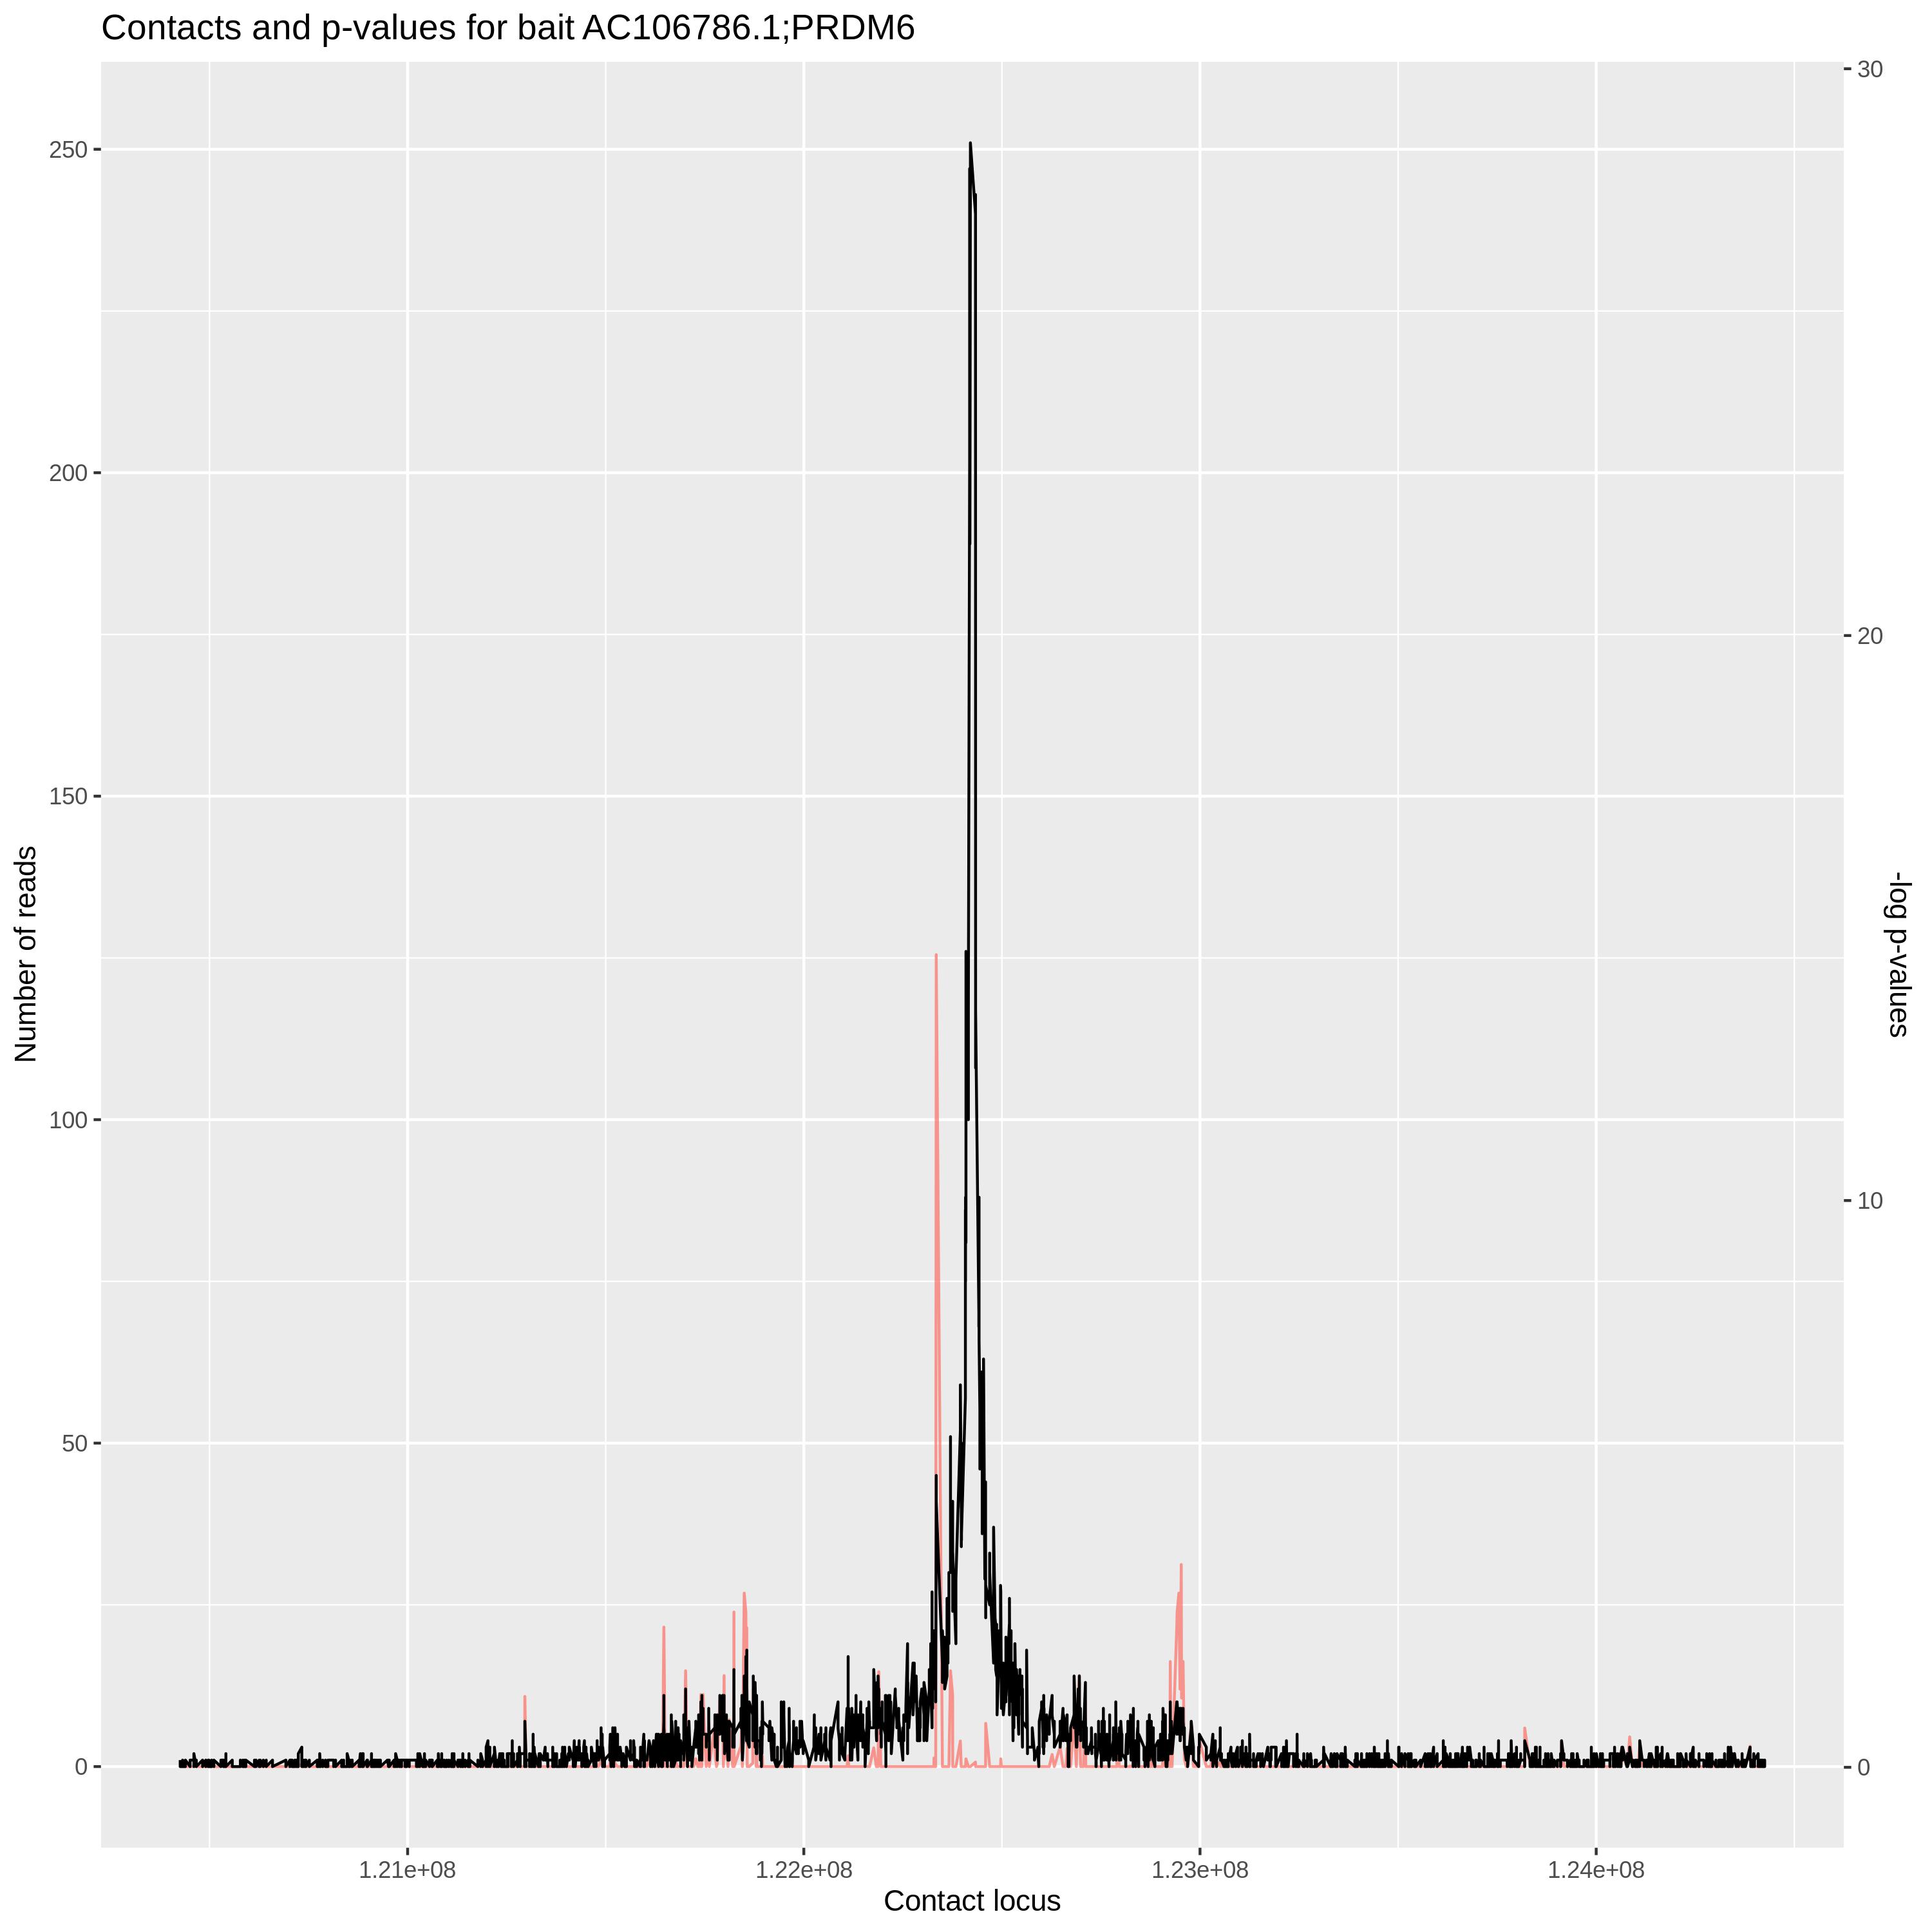 Contacts and p-values for bait AC106786.1;PRDM6
30
250
200
20
150
Number of reads
-log p-values
100
10
50
0
0
1.21e+08
1.22e+08
1.23e+08
1.24e+08
Contact locus